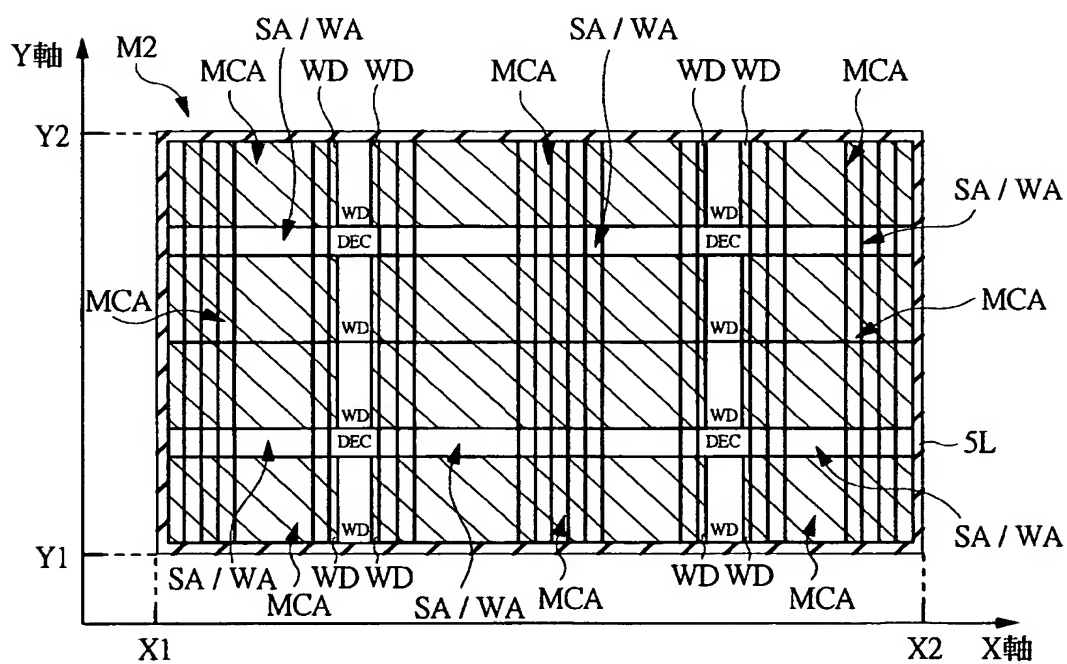 SA / WA SA / WA
Y軸 M2 MCA WD WD MCA WD WD MCA
Y2
WD WD
SA / WA
DEC DEC
MCA MCA
WD WD
WD WD
DEC DEC
5L
WD WD
Y1
SA / WA WD WD WD WD SA / WA
MCA SA / WA MCA MCA
X1 X2 X軸